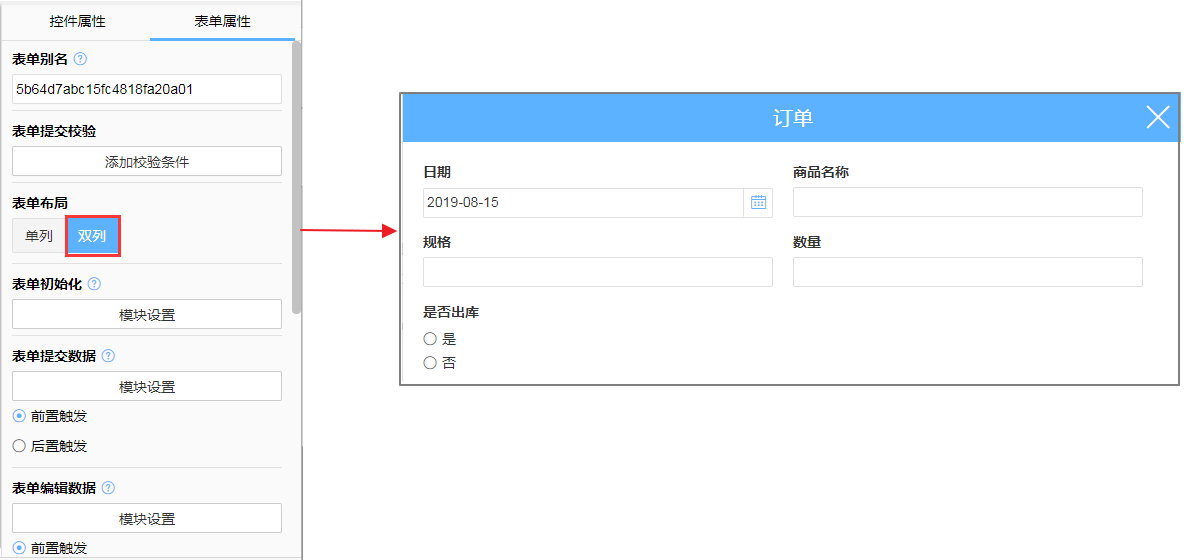 控件属性 表单属性
表单别名
5b64d7abc15fc4818fa20a01
表单提交校验
添加校验条件
表单布局
单列 双列
表单初始化
模块设置
表单提交数据
模块设置
前置触发
后置触发
表单编辑数据
模块设置
前置触发
订单
日期 商品名称
2019-08-15
规格 数量
是否出库
是
否